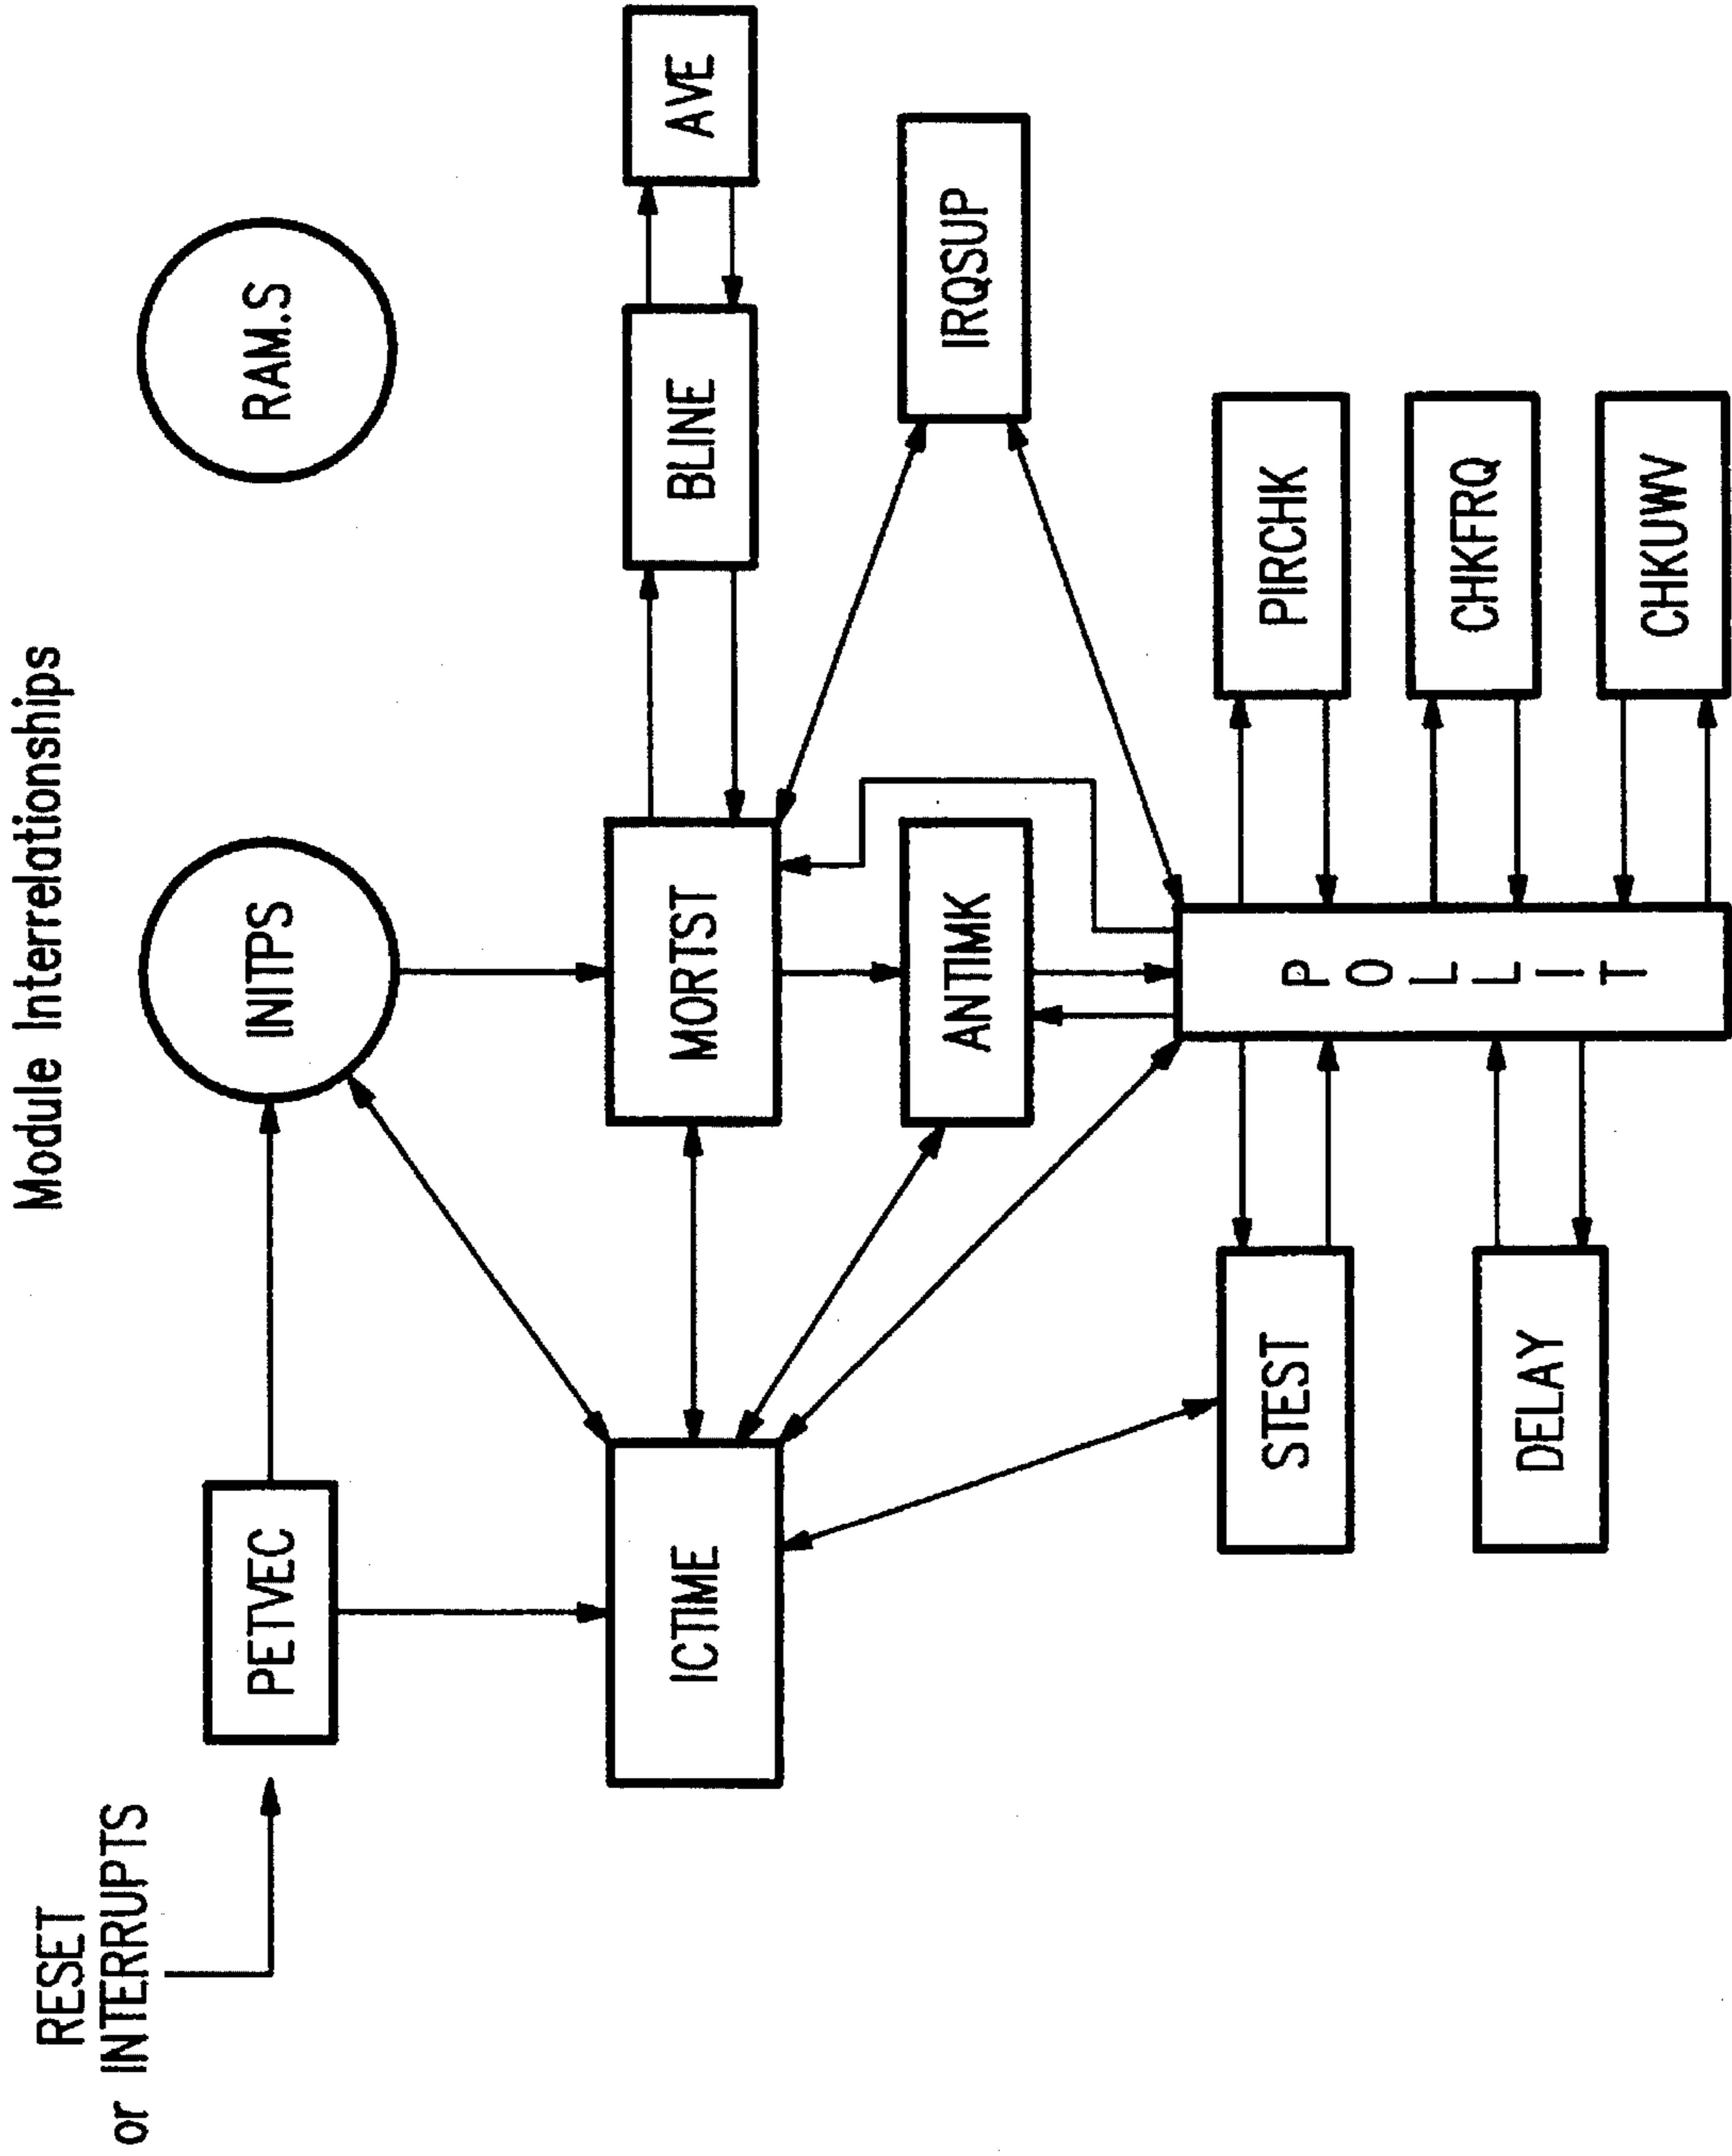 Module Interrelationships
RESET
or INTERRUPTS
PETVEC
INITPS
RAM.S
ICTIME
MORTST
BLINE
AVE
ANTIMK
IRQSUP
STEST
POLLIT
PIRCHK
CHKFRQ
DELAY
CHKUWV